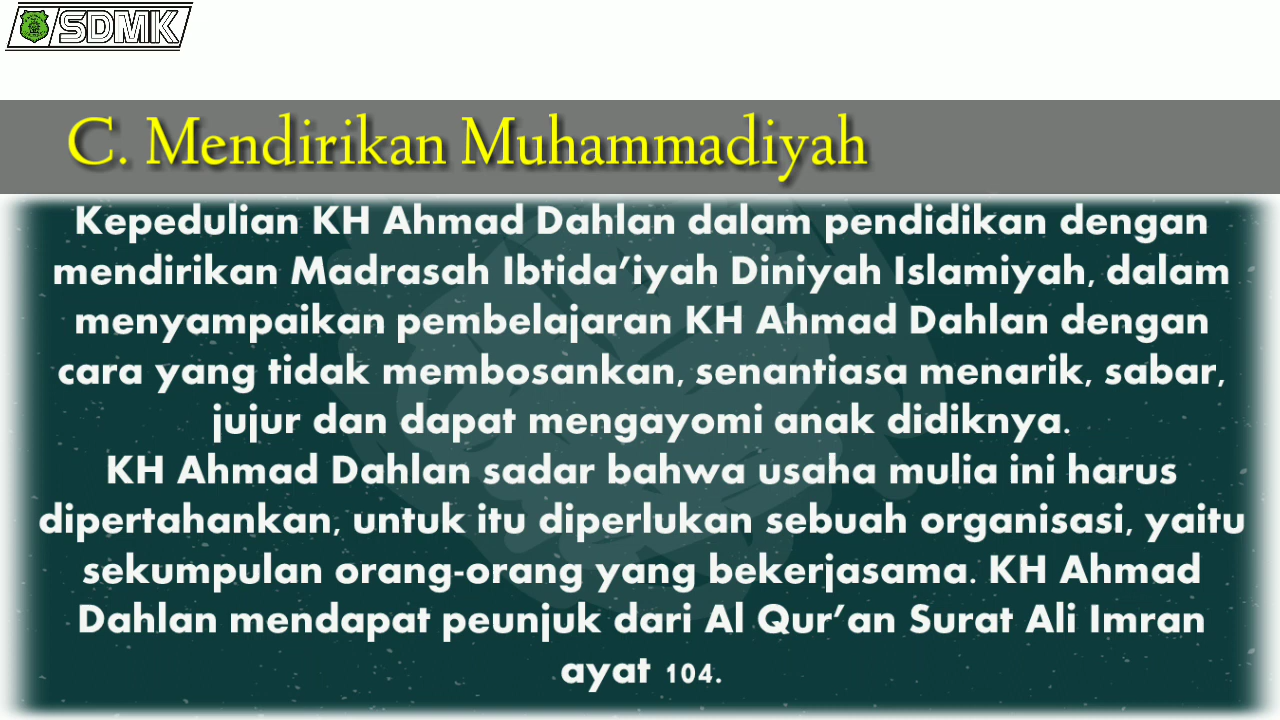 SDMK
C. Mendirikan Muhammadiyah
Kepedulian KH Ahmad Dahlan dalam pendidikan dengan
mendirikan Madrasah Ibtida'iyah Diniyah Islamiyah, dalam
menyampaikan pembelajaran KH Ahmad Dahlan dengan
cara yang tidak membosankan, senantiasa menarik, sabar,
jujur dan dapat mengayomi anak didiknya.
KH Ahmad Dahlan sadar bahwa usaha mulia ini harus
dipertahankan, untuk itu diperlukan sebuah organisasi, yaitu
sekumpulan orang-orang yang bekerjasama. KH Ahmad
Dahlan mendapat peunjuk dari Al Qur'an Surat Ali Imran
ayat 104.